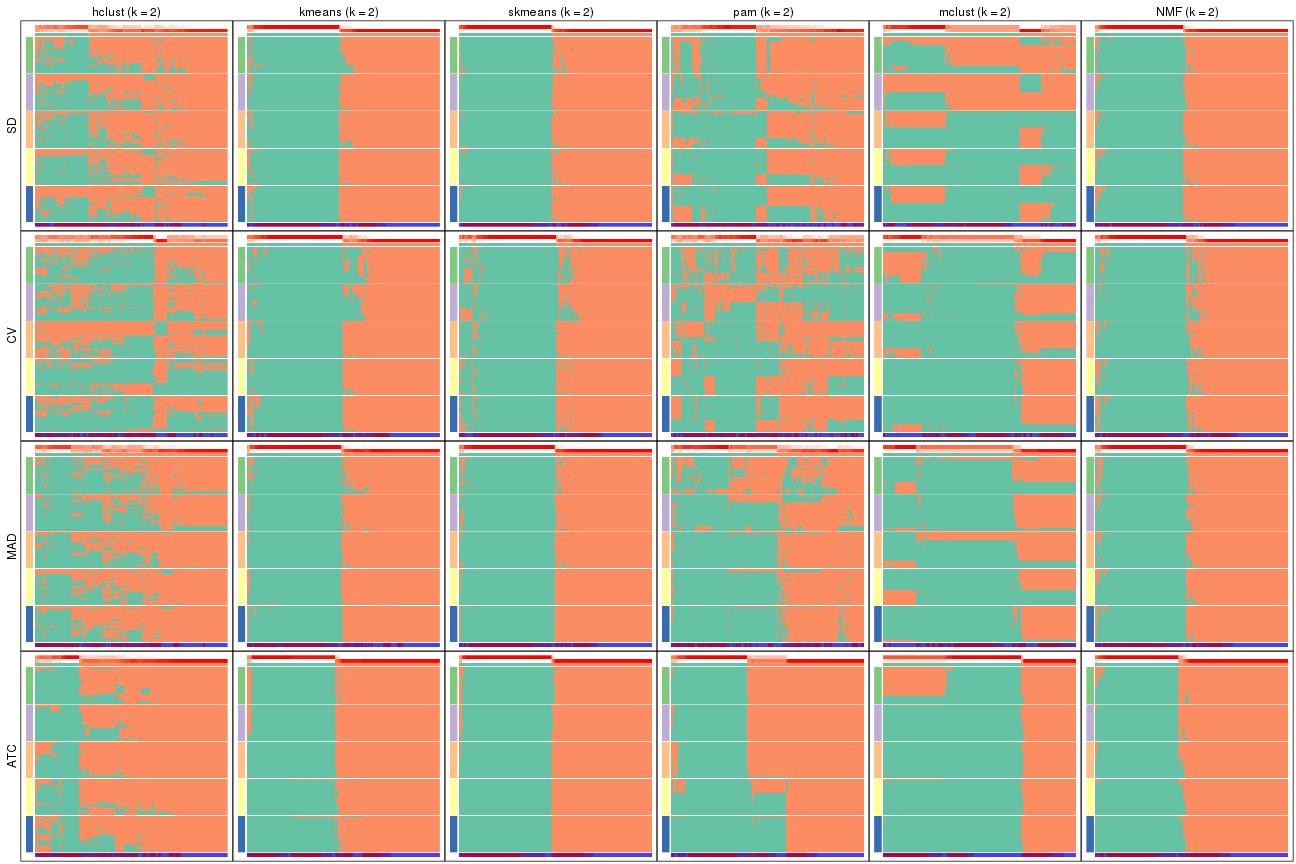 hclust (k = 2) kmeans (k = 2) skmeans (k = 2) pam (k = 2) mclust (k = 2) NMF (k = 2)
SD
CV
MAD
ATC